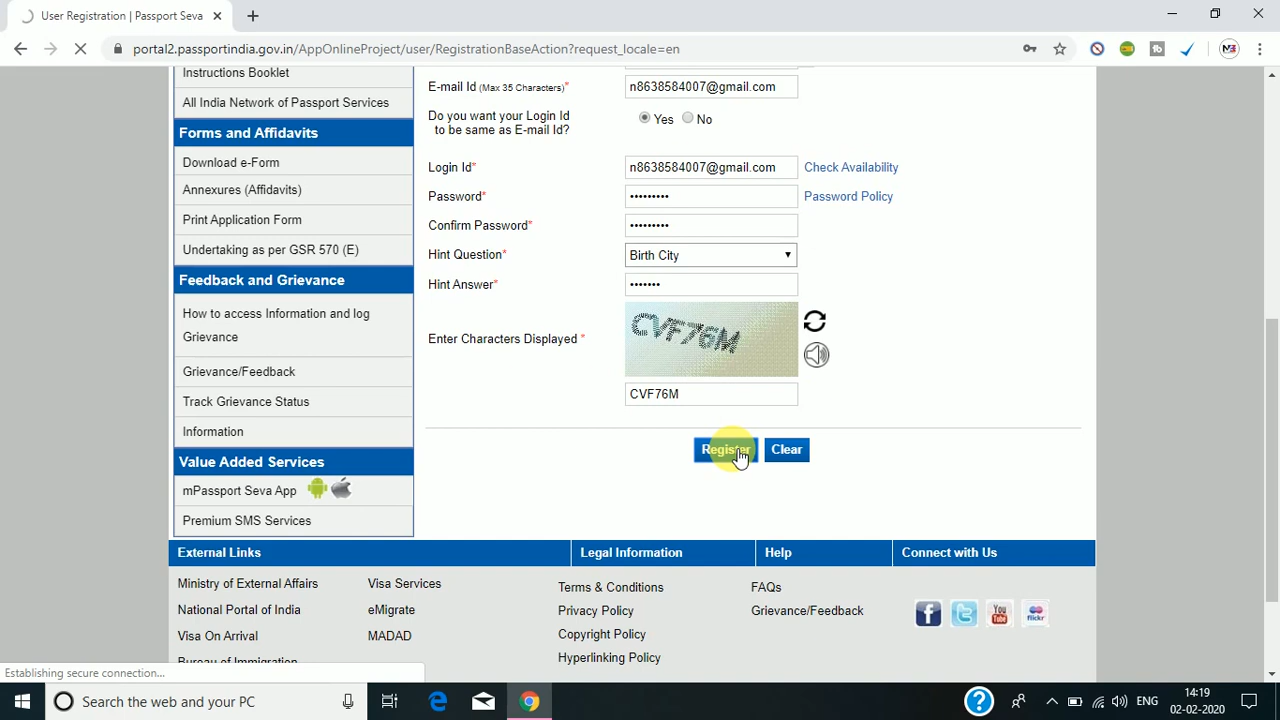 User Registration | Passport Seva
portal2.passportindia.gov.in/AppOnlineProject/user/RegistrationBaseAction?request_locale=en
Instructions Booklet
All India Network of Passport Services
Forms and Affidavits
Download e-Form
Annexures (Affidavits)
Print Application Form
Undertaking as per GSR 570 (E)
Feedback and Grievance
How to access Information and log
Grievance
Grievance/Feedback
Track Grievance Status
Information
Value Added Services
mPassport Seva App
Premium SMS Services
E-mail Id (Max 35 Characters)*
n8638584007@gmail.com
Do you want your Login Id
to be same as E-mail Id?
Yes No
Login Id*
n8638584007@gmail.com
Check Availability
Password*
•••••••••
Password Policy
Confirm Password*
•••••••••
Hint Question*
Birth City
Hint Answer*
•••••••
Enter Characters Displayed *
CVF76M
CVF76M
Register
Clear
External Links
Legal Information
Help
Connect with Us
Ministry of External Affairs
Visa Services
Terms & Conditions
FAQs
National Portal of India
eMigrate
Privacy Policy
Grievance/Feedback
Visa On Arrival
MADAD
Copyright Policy
Bureau of Immigration
Hyperlinking Policy
Establishing secure connection...
Search the web and your PC
ENG
14:19
02-02-2020